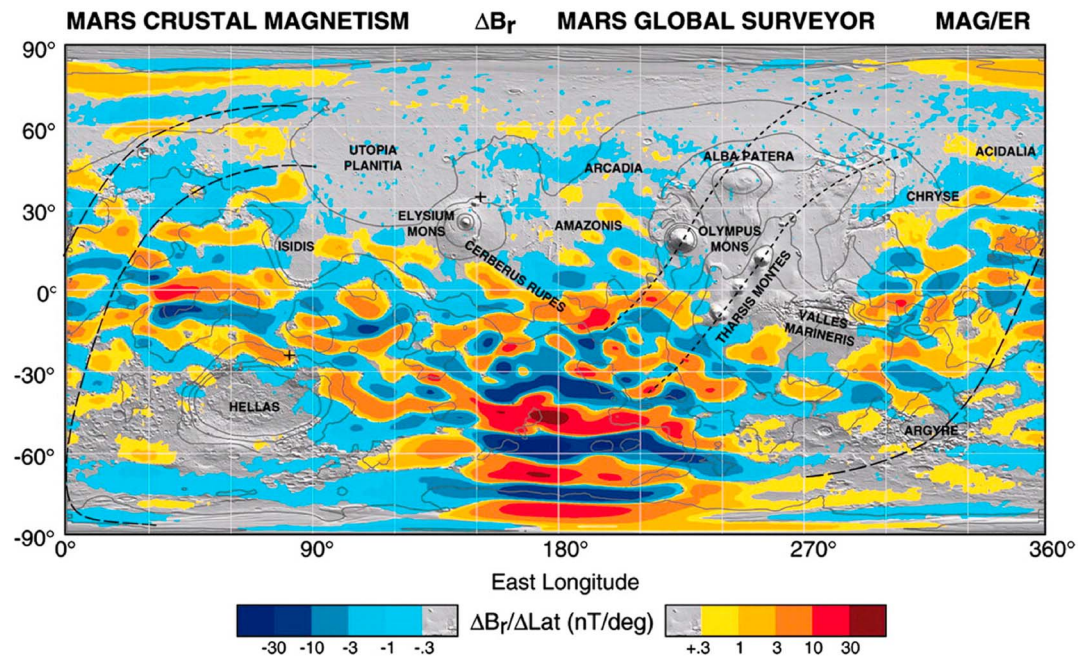 MARS CRUSTAL MAGNETISM ΔBr MARS GLOBAL SURVEYOR MAG/ER
90°
60°
30°
0°
-30°
-60°
-90°
UTOPIA
PLANITIA
ARCADIA
ALBA PATERA
ACIDALIA
CHRYSE
ELYSIUM
MONS
AMAZONIS
OLYMPUS
MONS
ISIDIS
CERBERUS RUPES
THARSIS MONTES
VALLES
MARINERIS
HELLAS
ARGYRE
0° 90° 180° 270° 360°
East Longitude
ΔBr/ΔLat (nT/deg)
-30 -10 -3 -1 -.3 +.3 1 3 10 30